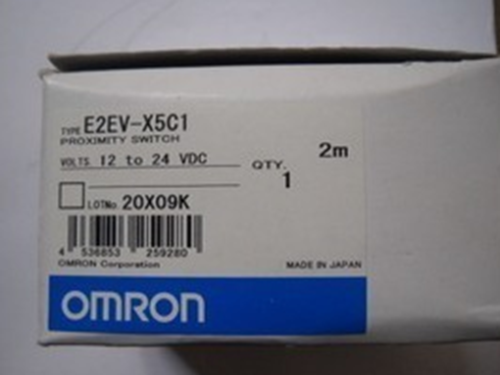 TYPE E2EV-X5C1
PROXIMITY SWITCH
2m
VOLTS 12 to 24 VDC
QTY.
1
LOTNo. 20X09K
4 536853 259280
OMRON Corporation
MADE IN JAPAN
OMRON